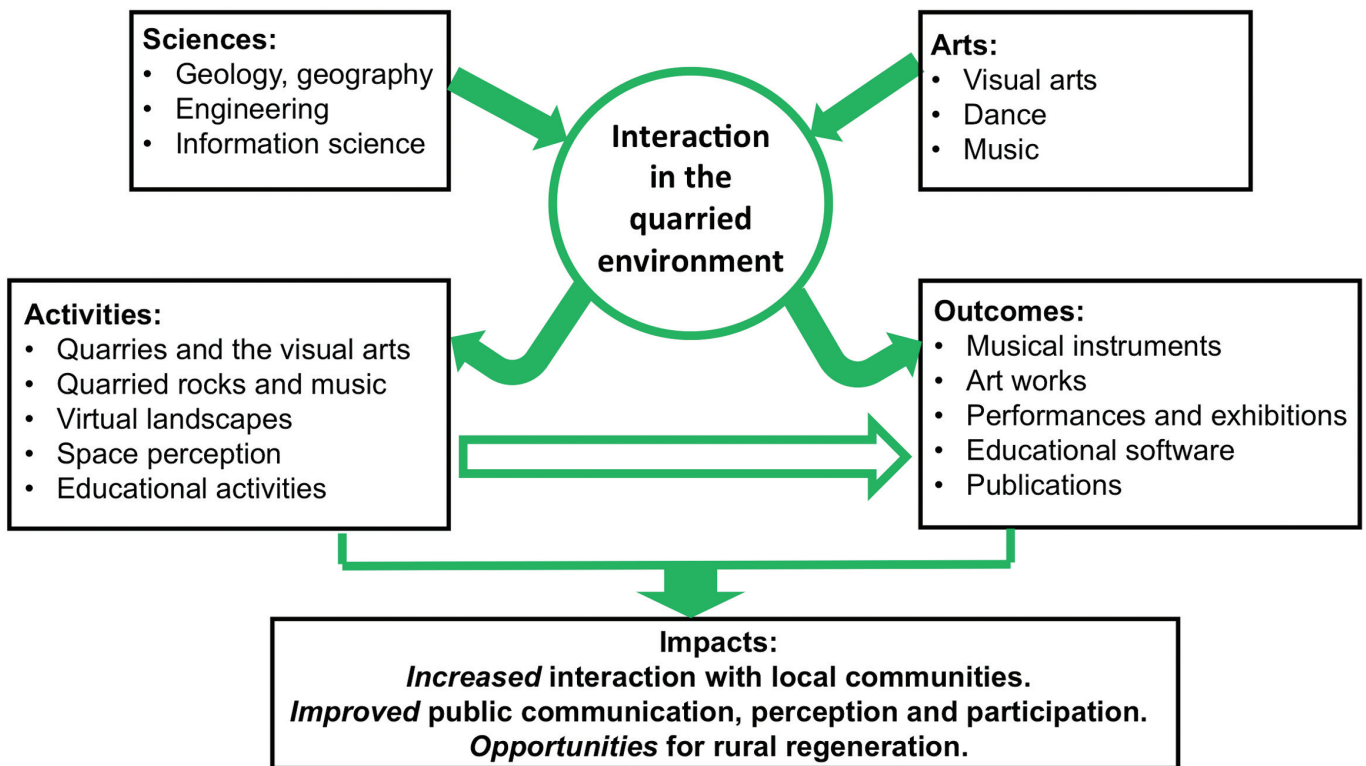 Sciences:
• Geology, geography
• Engineering
• Information science
Arts:
• Visual arts
• Dance
• Music
Interaction
in the
quarried
environment
Activities:
• Quarries and the visual arts
• Quarried rocks and music
• Virtual landscapes
• Space perception
• Educational activities
Outcomes:
• Musical instruments
• Art works
• Performances and exhibitions
• Educational software
• Publications
Impacts:
Increased interaction with local communities.
Improved public communication, perception and participation.
Opportunities for rural regeneration.